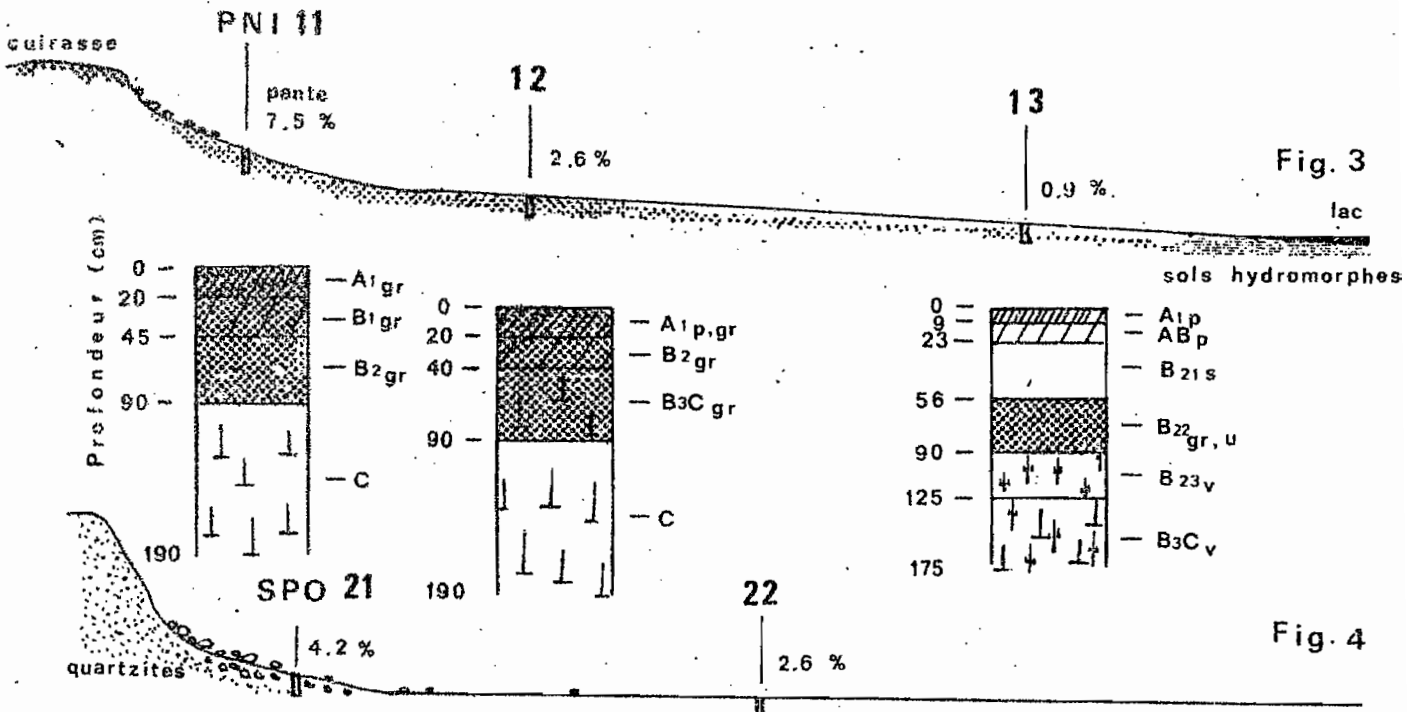 PNI 11
cuirasse
pente
7.5 %
12
2.6 %
13
0.9 %
Fig. 3
lac
sols hydromorphes
Profondeur (cm)
0
20
45
90
190
A1gr
B1gr
B2gr
C
0
20
40
90
190
A1p,gr
B2gr
B3C gr
C
0
9
23
56
90
125
175
A1p
ABp
B21s
B22gr,u
B23v
B3Cv
SPO 21
4.2 %
quartzites
22
2.6 %
Fig. 4